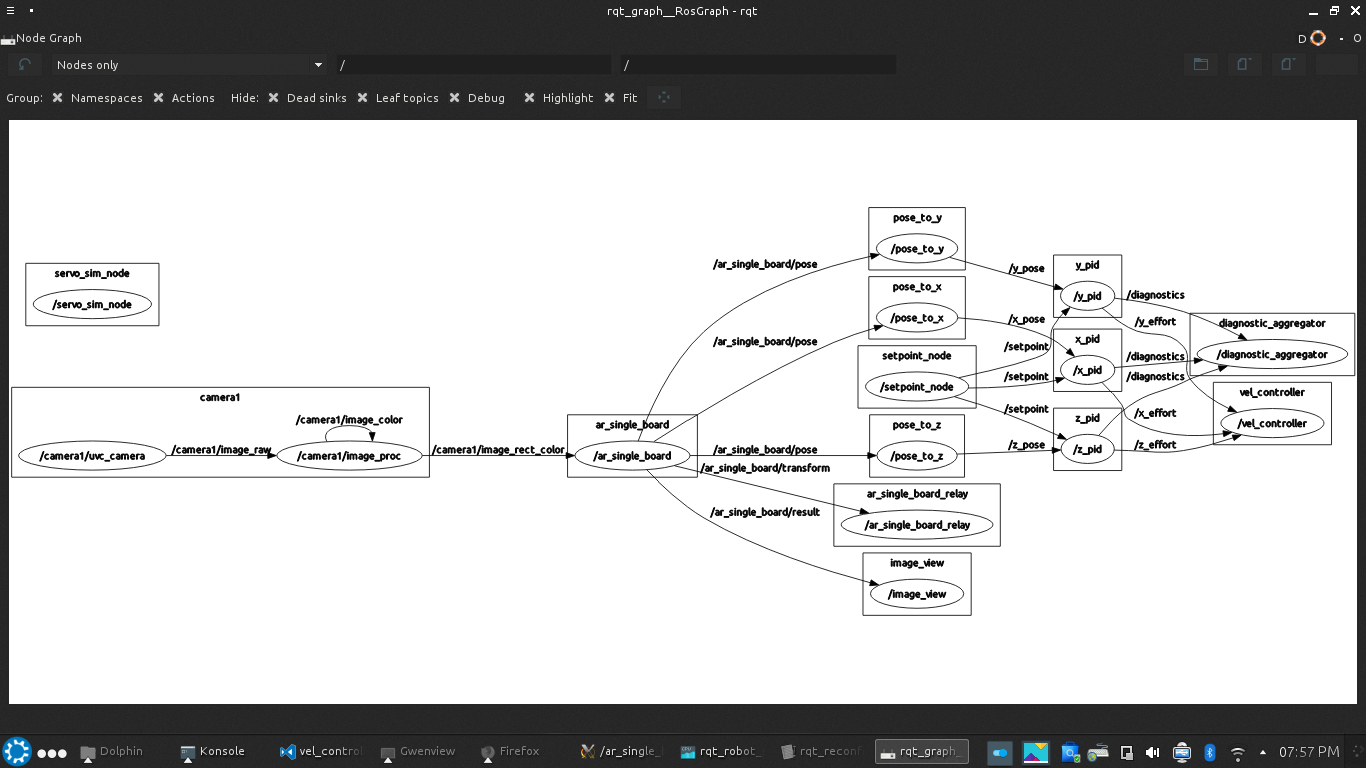 rqt_graph__RosGraph - rqt
Node Graph
D
- O
Nodes only
/
/
Group:
Namespaces
Actions
Hide:
Dead sinks
Leaf topics
Debug
Highlight
Fit
servo_sim_node
/servo_sim_node
camera1
/camera1/image_color
/camera1/uvc_camera
/camera1/image_raw
/camera1/image_proc
/camera1/image_rect_color
ar_single_board
/ar_single_board
/ar_single_board/pose
/ar_single_board/pose
/ar_single_board/pose
/ar_single_board/transform
/ar_single_board/result
pose_to_y
/pose_to_y
pose_to_x
/pose_to_x
setpoint_node
/setpoint_node
pose_to_z
/pose_to_z
ar_single_board_relay
/ar_single_board_relay
image_view
/image_view
/y_pose
/x_pose
/setpoint
/setpoint
/setpoint
/z_pose
y_pid
/y_pid
x_pid
/x_pid
z_pid
/z_pid
/diagnostics
/y_effort
/diagnostics
/diagnostics
/x_effort
/z_effort
diagnostic_aggregator
/diagnostic_aggregator
vel_controller
/vel_controller
Dolphin
Konsole
vel_contro
Gwenview
Firefox
/ar_single_
rqt_robot_
rqt_reconf
rqt_graph_
07:57 PM